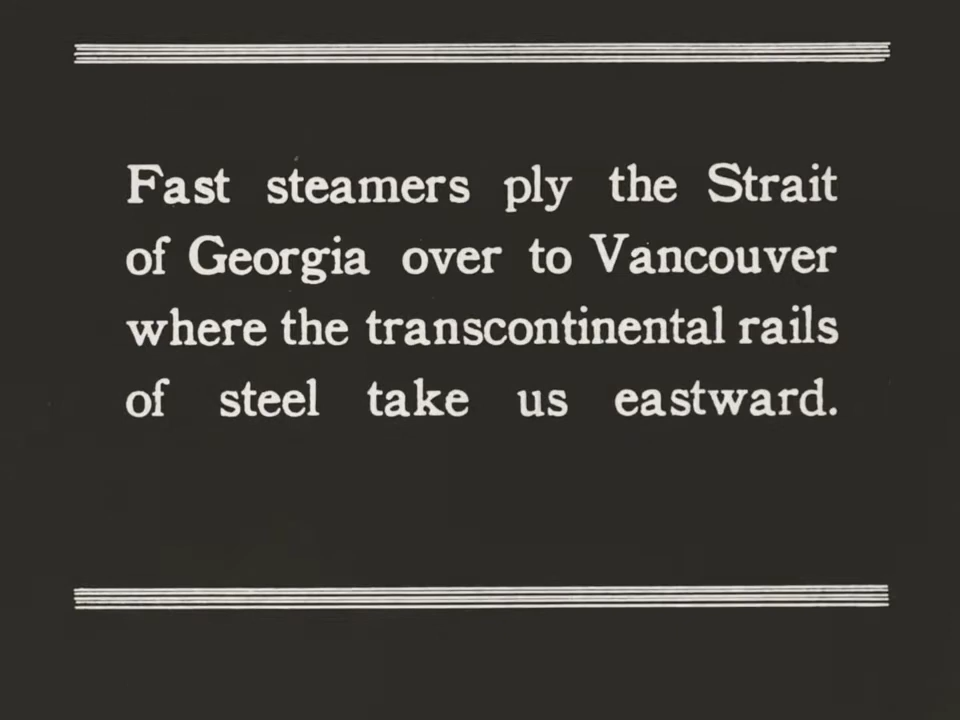 Fast steamers ply the Strait
of Georgia over to Vancouver
where the transcontinental rails
of steel take us eastward.